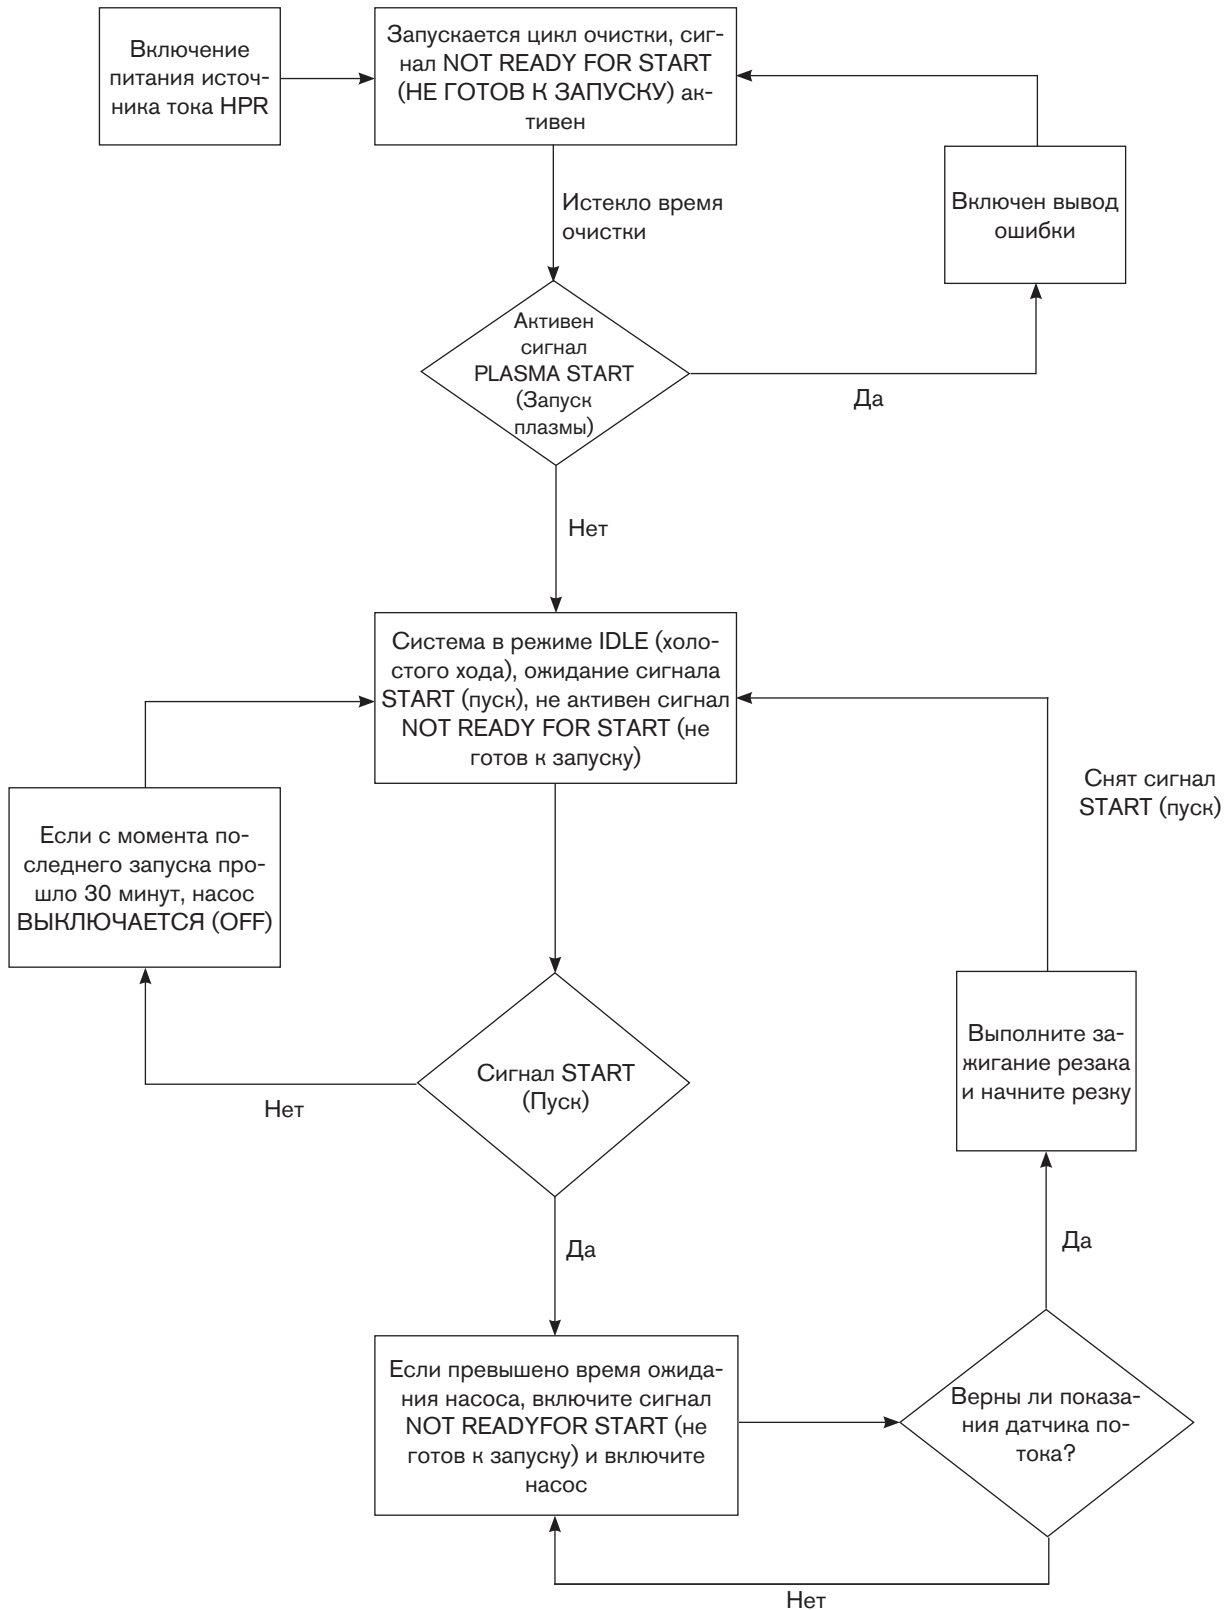 Включение
питания источ-
ника тока HPR
Запускается цикл очистки, сиг-
нал NOT READY FOR START
(НЕ ГОТОВ К ЗАПУСКУ) ак-
тивен
Включен вывод
ошибки
Истекло время
очистки
Активен
сигнал
PLASMA START
(Запуск
плазмы)
Да
Нет
Система в режиме IDLE (холо-
стого хода), ожидание сигнала
START (пуск), не активен сигнал
NOT READY FOR START (не
готов к запуску)
Снят сигнал
START (пуск)
Если с момента по-
следнего запуска про-
шло 30 минут, насос
ВЫКЛЮЧАЕТСЯ (OFF)
Выполните за-
жигание резака
и начните резку
Сигнал START
(Пуск)
Нет
Да
Да
Если превышено время ожида-
ния насоса, включите сигнал
NOT READYFOR START (не
готов к запуску) и включите
насос
Верны ли показа-
ния датчика по-
тока?
Нет